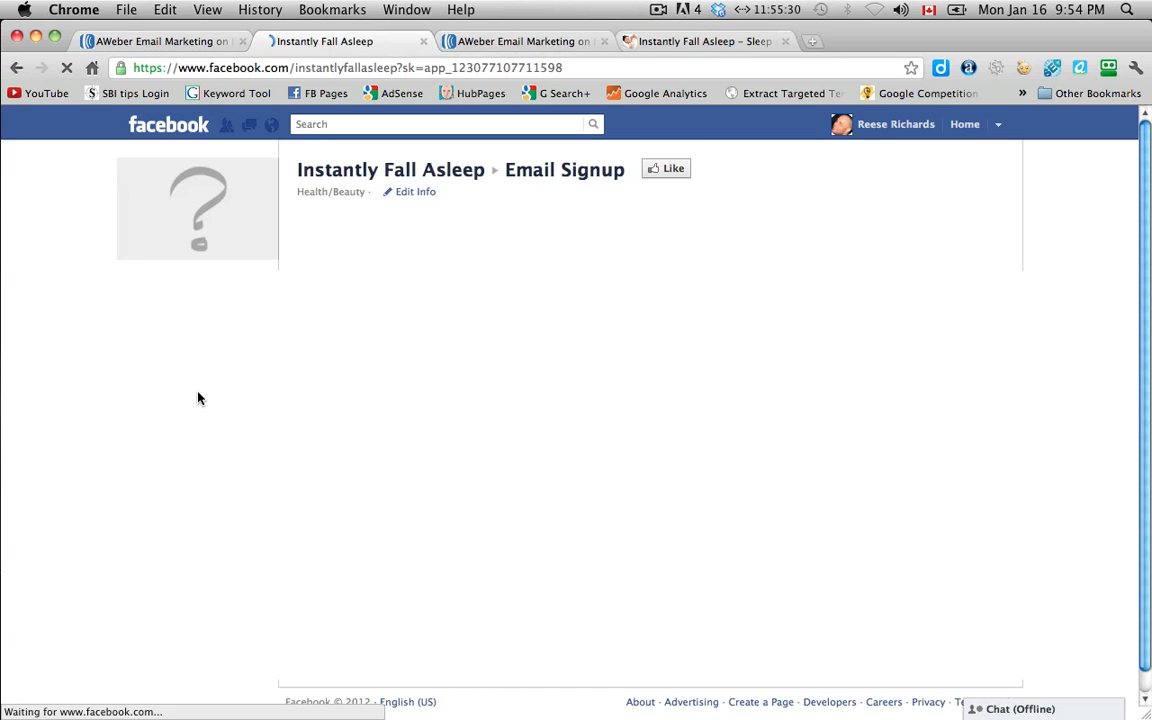 Chrome File Edit View History Bookmarks Window Help 4 11:55:30 Mon Jan 16 9:54 PM
AWeber Email Marketing on Instantly Fall Asleep AWeber Email Marketing on Instantly Fall Asleep – Sleep
https://www.facebook.com/instantlyfallasleep?sk=app_123077107711598
YouTube SBI tips Login Keyword Tool FB Pages AdSense HubPages G Search+ Google Analytics Extract Targeted Te Google Competition » Other Bookmarks
facebook Search Reese Richards Home
Instantly Fall Asleep Email Signup Like
Health/Beauty · Edit Info
?
Facebook © 2012 · English (US) About · Advertising · Create a Page · Developers · Careers · Privacy ·
Chat (Offline)
Waiting for www.facebook.com...